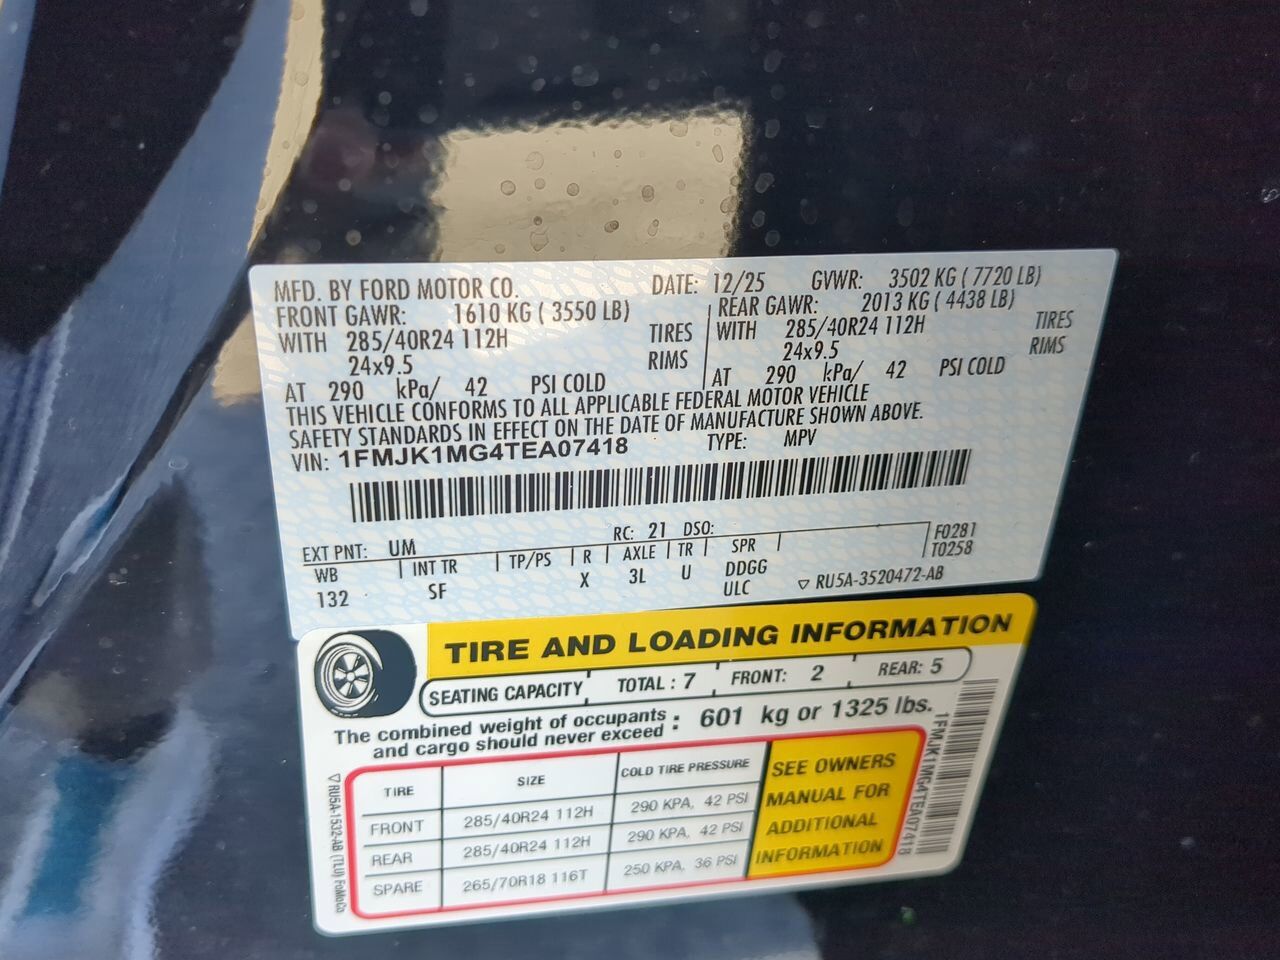 MFD. BY FORD MOTOR CO. DATE: 12/25 GVWR: 3502 KG ( 7720 LB)
FRONT GAWR: 1610 KG ( 3550 LB) REAR GAWR: 2013 KG ( 4438 LB)
WITH 285/40R24 112H TIRES WITH 285/40R24 112H TIRES
24x9.5 RIMS 24x9.5 RIMS
AT 290 kPa/ 42 PSI COLD AT 290 kPa/ 42 PSI COLD
THIS VEHICLE CONFORMS TO ALL APPLICABLE FEDERAL MOTOR VEHICLE
SAFETY STANDARDS IN EFFECT ON THE DATE OF MANUFACTURE SHOWN ABOVE.
VIN: 1FMJK1MG4TEA07418 TYPE: MPV
EXT PNT: UM RC: 21 DSO: F0281
WB INT TR TP/PS R AXLE TR SPR T0258
132 SF X 3L U DDGG
ULC ▽ RU5A-3520472-AB
TIRE AND LOADING INFORMATION
SEATING CAPACITY TOTAL : 7 FRONT: 2 REAR: 5
The combined weight of occupants and cargo should never exceed : 601 kg or 1325 lbs.
TIRE SIZE COLD TIRE PRESSURE
FRONT 285/40R24 112H 290 KPA, 42 PSI
REAR 285/40R24 112H 290 KPA, 42 PSI
SPARE 265/70R18 116T 250 KPA, 36 PSI
SEE OWNERS
MANUAL FOR
ADDITIONAL
INFORMATION
1FMJK1MG4TEA07418
▽ RU5A-1532-AB (TLU) FoMoCo